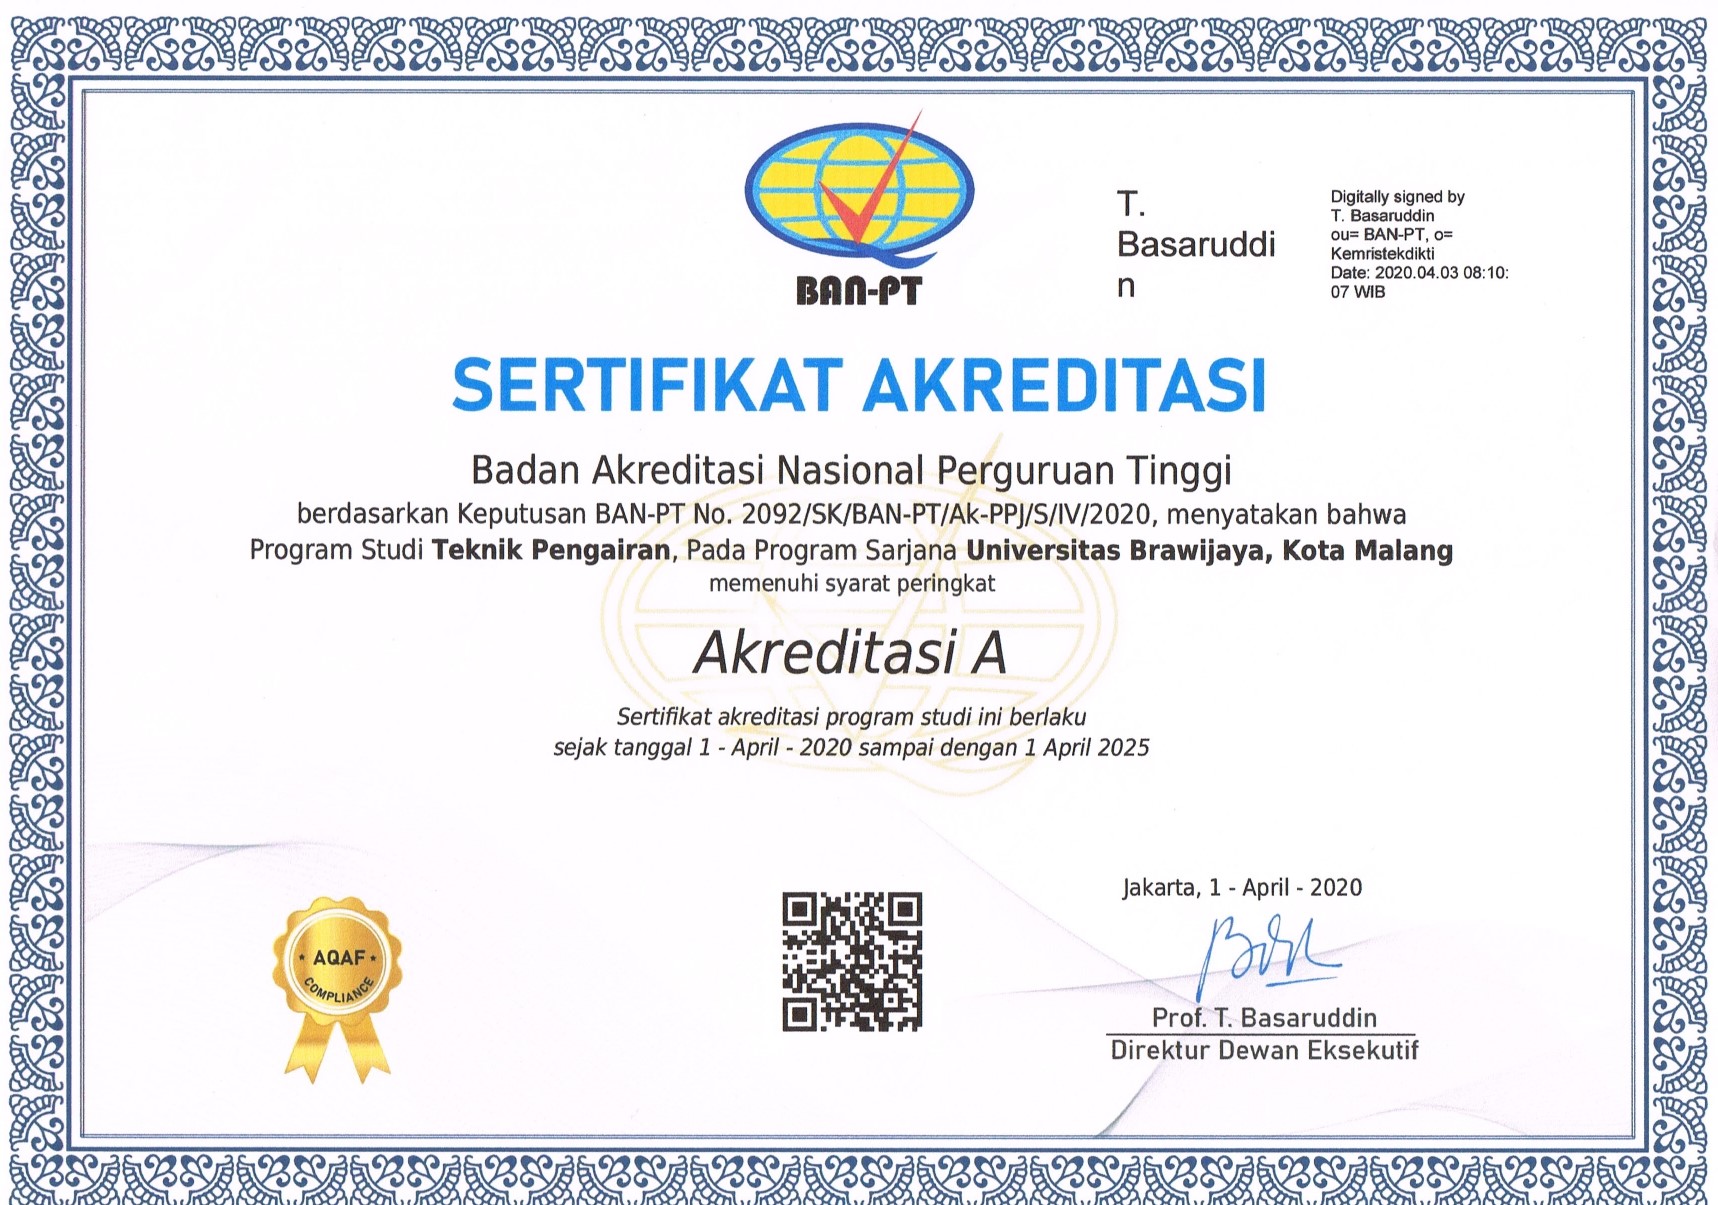 BAN-PT
T.
Basaruddi
n
Digitally signed by
T. Basaruddin
ou= BAN-PT, o=
Kemristekdikti
Date: 2020.04.03 08:10:
07 WIB
SERTIFIKAT AKREDITASI
Badan Akreditasi Nasional Perguruan Tinggi
berdasarkan Keputusan BAN-PT No. 2092/SK/BAN-PT/Ak-PPJ/S/IV/2020, menyatakan bahwa
Program Studi Teknik Pengairan, Pada Program Sarjana Universitas Brawijaya, Kota Malang
memenuhi syarat peringkat
Akreditasi A
Sertifikat akreditasi program studi ini berlaku
sejak tanggal 1 - April - 2020 sampai dengan 1 April 2025
AQAF
COMPLIANCE
Jakarta, 1 - April - 2020
Prof. T. Basaruddin
Direktur Dewan Eksekutif